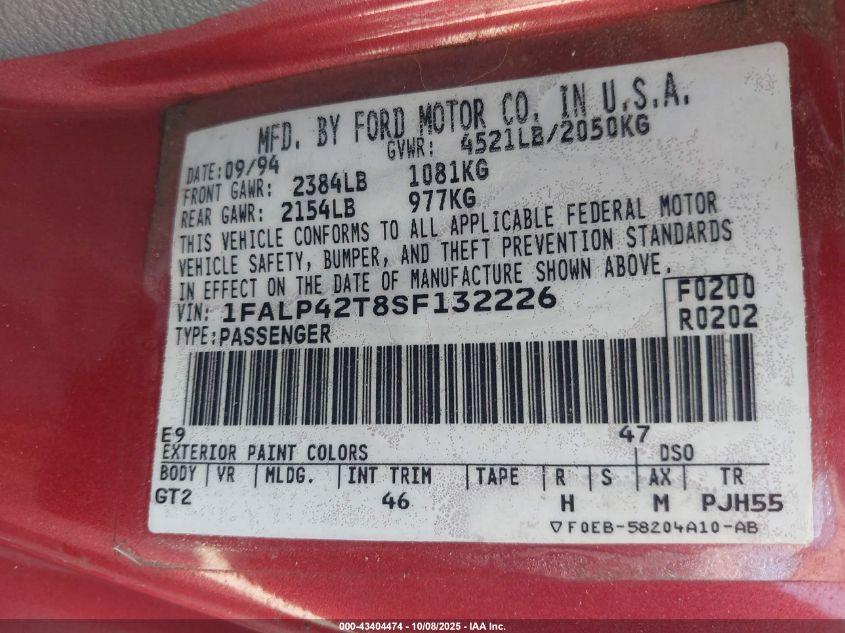 MFD. BY FORD MOTOR CO. IN U.S.A.
DATE: 09/94 GVWR: 4521LB/2050KG
FRONT GAWR: 2384LB 1081KG
REAR GAWR: 2154LB 977KG
THIS VEHICLE CONFORMS TO ALL APPLICABLE FEDERAL MOTOR
VEHICLE SAFETY, BUMPER, AND THEFT PREVENTION STANDARDS
IN EFFECT ON THE DATE OF MANUFACTURE SHOWN ABOVE.
VIN: 1FALP42T8SF132226 F0200
TYPE: PASSENGER R0202
E9 47
EXTERIOR PAINT COLORS DSO
BODY VR MLDG. INT TRIM TAPE R S AX TR
GT2 46 H M PJH55
▽F0EB-58204A10-AB
000-43404474 - 10/08/2025 - IAA Inc.